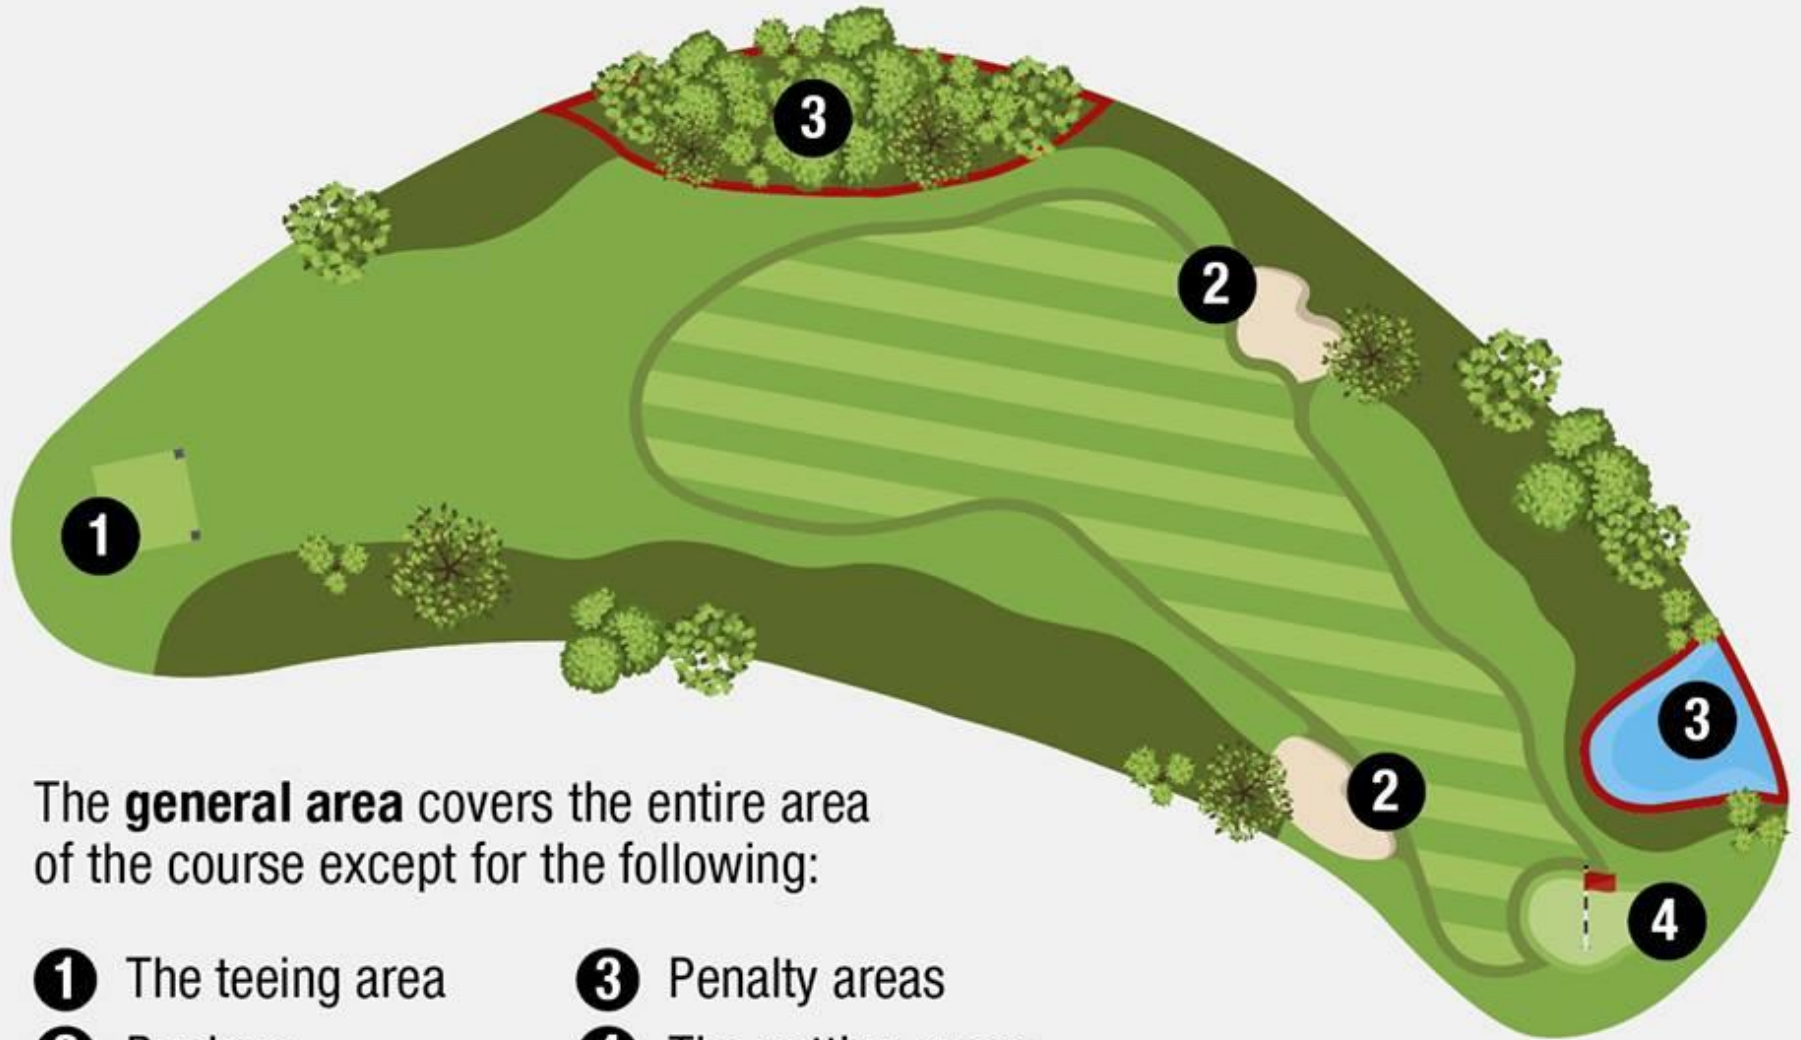 3
2
1
3
2
4
The general area covers the entire area
of the course except for the following:
1 The teeing area
3 Penalty areas